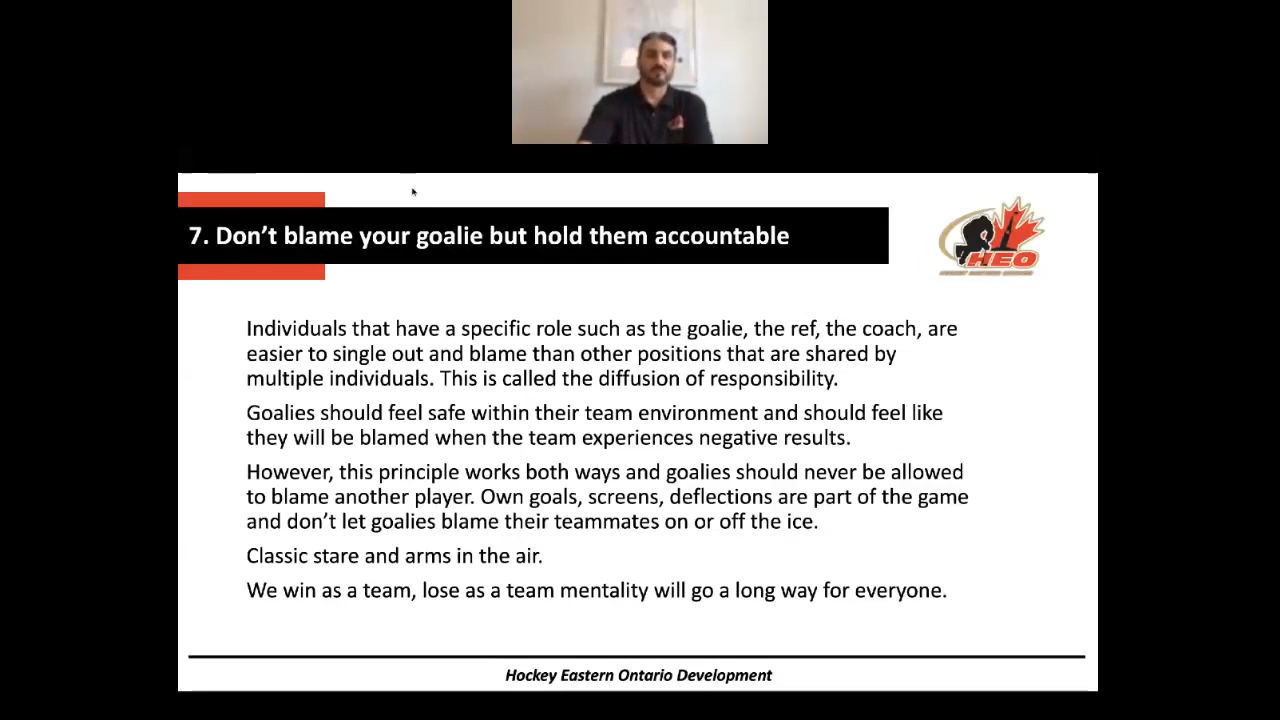 7. Don't blame your goalie but hold them accountable
HEO
Individuals that have a specific role such as the goalie, the ref, the coach, are
easier to single out and blame than other positions that are shared by
multiple individuals. This is called the diffusion of responsibility.
Goalies should feel safe within their team environment and should feel like
they will be blamed when the team experiences negative results.
However, this principle works both ways and goalies should never be allowed
to blame another player. Own goals, screens, deflections are part of the game
and don't let goalies blame their teammates on or off the ice.
Classic stare and arms in the air.
We win as a team, lose as a team mentality will go a long way for everyone.
Hockey Eastern Ontario Development